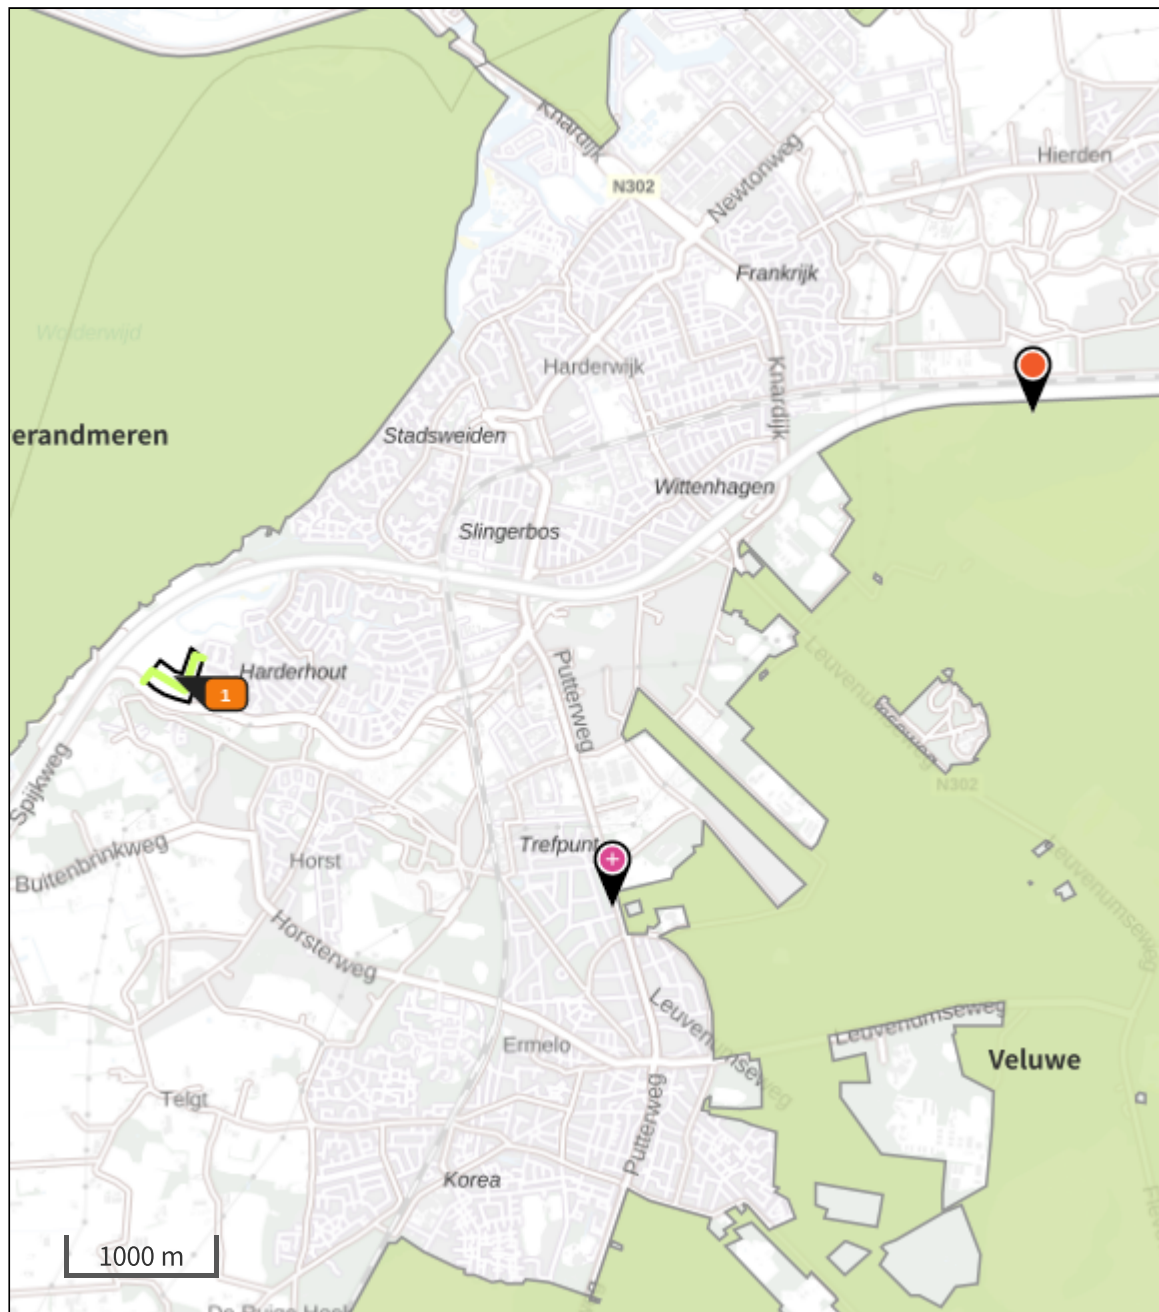 Knardijk
Hierden
N302
Newtonweg
Frankrijk
Wolderwijd
Harderwijk
Knardijk
erandmeren
Stadsweiden
Wittenhagen
Slingerbos
Harderhout
1
Putterweg
Leuvenumseweg
Spijkweg
N302
Trefpunt
Buitenbrinkweg
Horst
Leuvenumseweg
Horsterweg
Leuvenumseweg
Leuvenumseweg
Ermelo
Veluwe
Telgt
Putterweg
Korea
1000 m